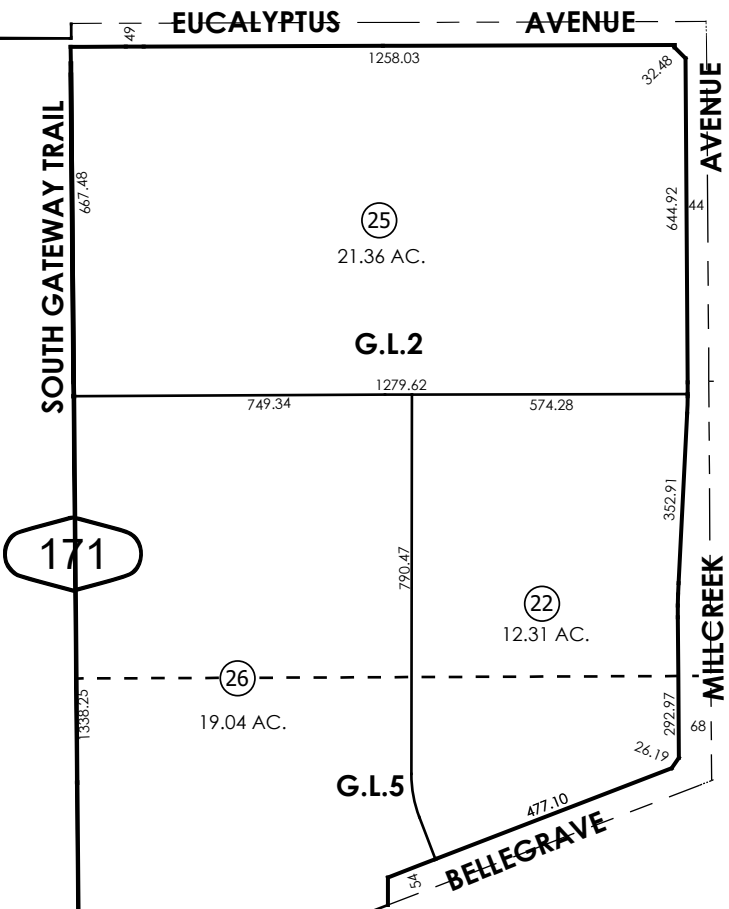 49
EUCALYPTUS AVENUE
1258.03
32.48
AVENUE
SOUTH GATEWAY TRAIL
667.48
644.92
44
25
21.36 AC.
G.L.2
1279.62
749.34
574.28
352.91
171
790.47
22
12.31 AC.
MILLCREEK
26
19.04 AC.
1338.25
292.97
68
26.19
G.L.5
477.10
BELLEGRAVE
54